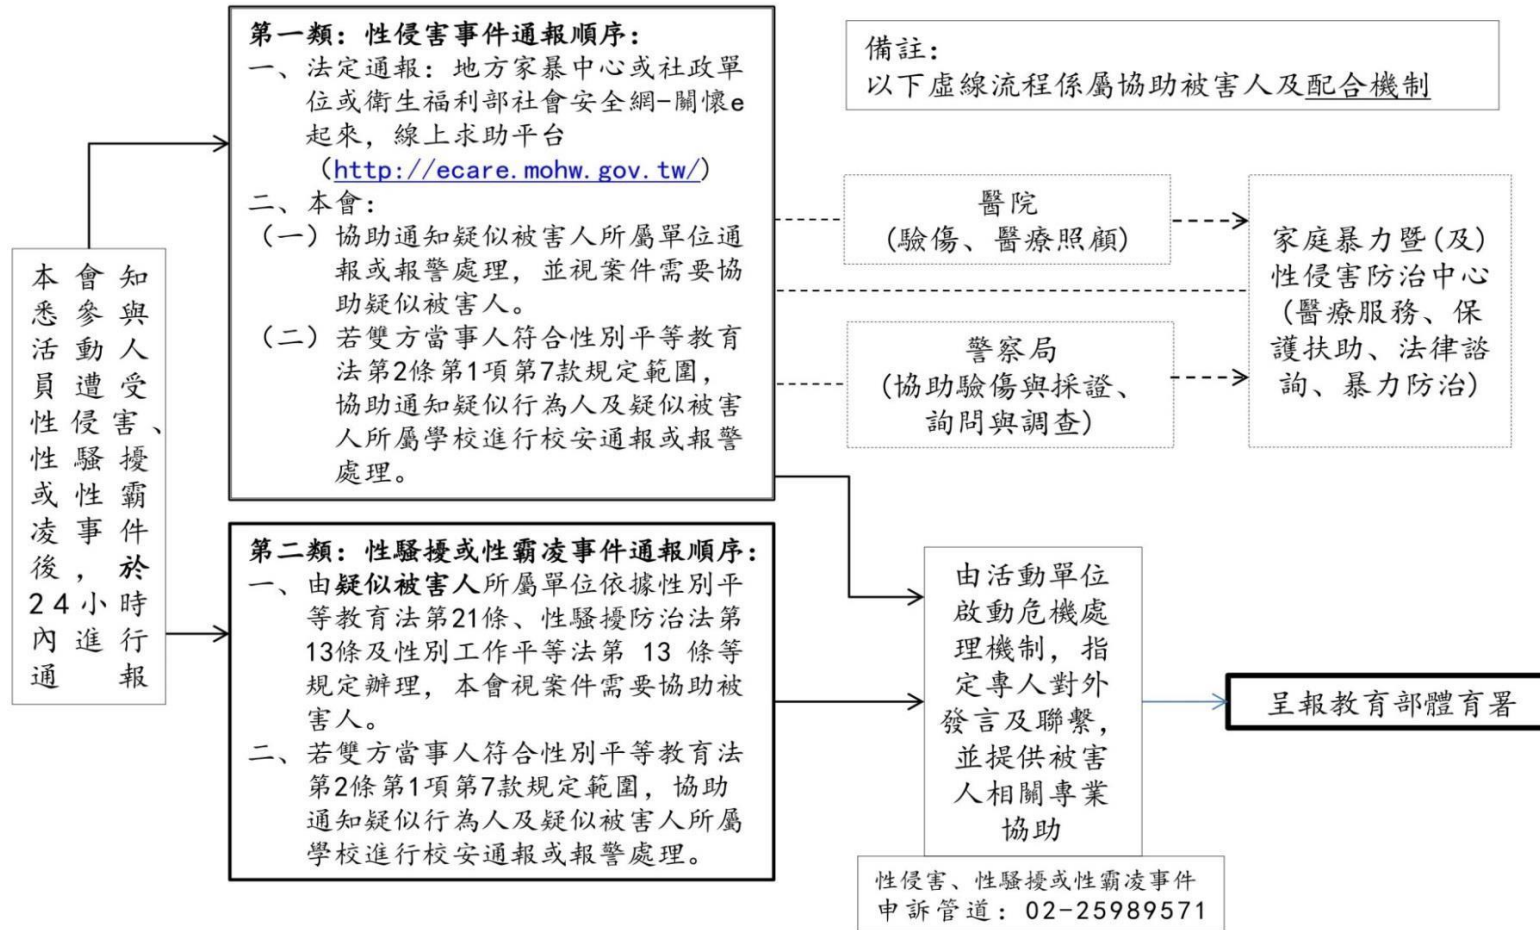 本會知
悉參與
活動人
員遭受
性侵害、
性騷擾
或性霸
凌事件
後，於
24小時
內進行
通報
第一類：性侵害事件通報順序：
一、法定通報：地方家暴中心或社政單
位或衛生福利部社會安全網-關懷e
起來，線上求助平台
（http://ecare.mohw.gov.tw/）
二、本會：
（一）協助通知疑似被害人所屬單位通
報或報警處理，並視案件需要協
助疑似被害人。
（二）若雙方當事人符合性別平等教育
法第2條第1項第7款規定範圍，
協助通知疑似行為人及疑似被害
人所屬學校進行校安通報或報警
處理。
第二類：性騷擾或性霸凌事件通報順序：
一、由疑似被害人所屬單位依據性別平
等教育法第21條、性騷擾防治法第
13條及性別工作平等法第 13 條等
規定辦理，本會視案件需要協助被
害人。
二、若雙方當事人符合性別平等教育法
第2條第1項第7款規定範圍，協助
通知疑似行為人及疑似被害人所屬
學校進行校安通報或報警處理。
備註：
以下虛線流程係屬協助被害人及配合機制
醫院
(驗傷、醫療照顧)
警察局
(協助驗傷與採證、
詢問與調查)
家庭暴力暨(及)
性侵害防治中心
(醫療服務、保
護扶助、法律諮
詢、暴力防治)
由活動單位
啟動危機處
理機制，指
定專人對外
發言及聯繫，
並提供被害
人相關專業
協助
性侵害、性騷擾或性霸凌事件
申訴管道：02-25989571
呈報教育部體育署